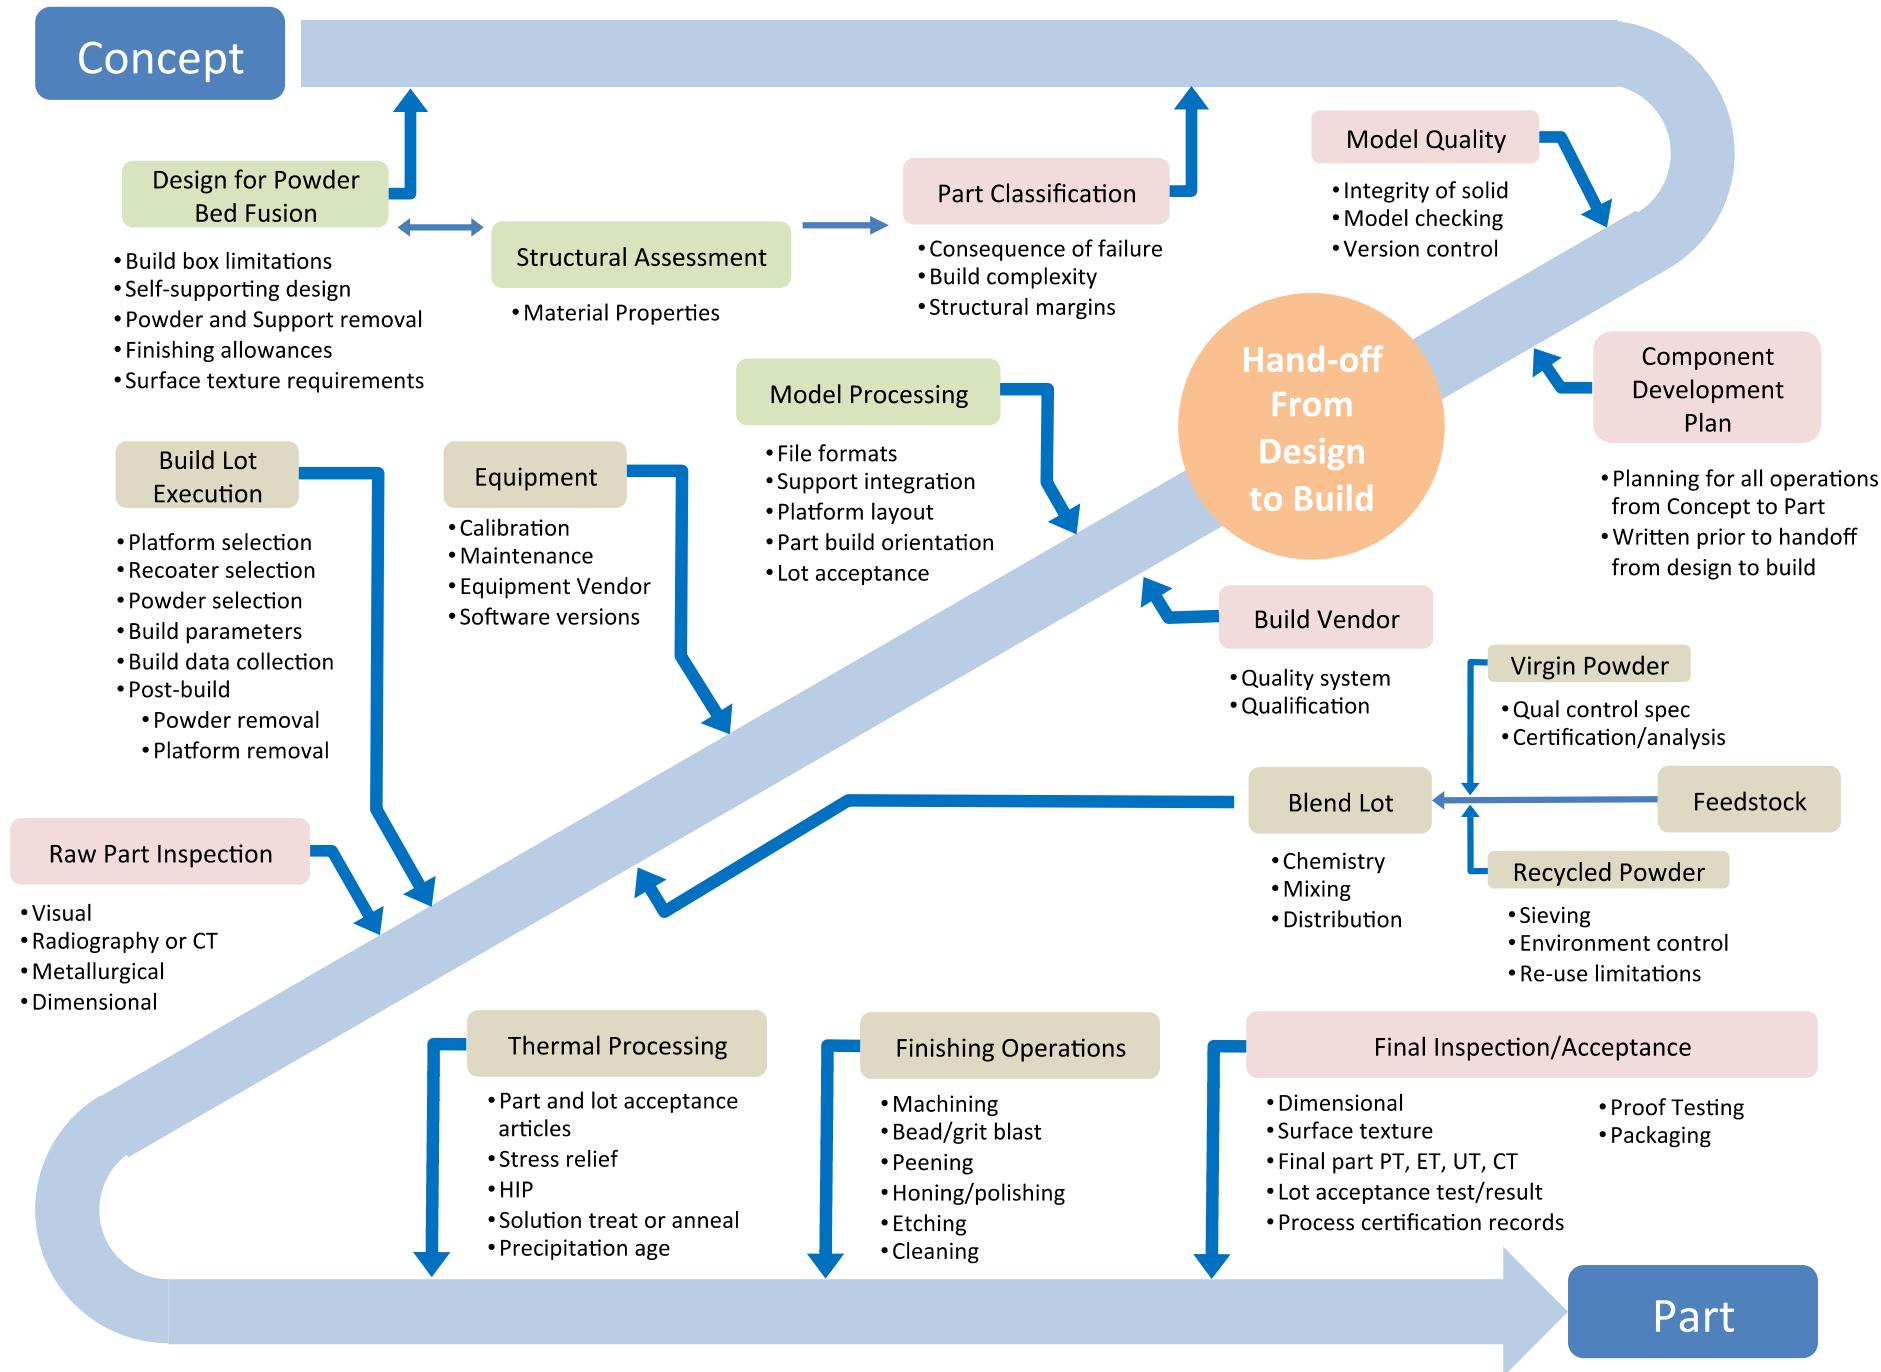 Concept
Design for Powder
Bed Fusion
• Build box limitations
• Self-supporting design
• Powder and Support removal
• Finishing allowances
• Surface texture requirements
Structural Assessment
• Material Properties
Part Classification
• Consequence of failure
• Build complexity
• Structural margins
Model Quality
• Integrity of solid
• Model checking
• Version control
Hand-off
From
Design
to Build
Component
Development
Plan
• Planning for all operations
from Concept to Part
• Written prior to handoff
from design to build
Model Processing
• File formats
• Support integration
• Platform layout
• Part build orientation
• Lot acceptance
Build Lot
Execution
• Platform selection
• Recoater selection
• Powder selection
• Build parameters
• Build data collection
• Post-build
• Powder removal
• Platform removal
Equipment
• Calibration
• Maintenance
• Equipment Vendor
• Software versions
Build Vendor
• Quality system
• Qualification
Virgin Powder
• Qual control spec
• Certification/analysis
Blend Lot
• Chemistry
• Mixing
• Distribution
Feedstock
Recycled Powder
• Sieving
• Environment control
• Re-use limitations
Raw Part Inspection
• Visual
• Radiography or CT
• Metallurgical
• Dimensional
Thermal Processing
• Part and lot acceptance
articles
• Stress relief
• HIP
• Solution treat or anneal
• Precipitation age
Finishing Operations
• Machining
• Bead/grit blast
• Peening
• Honing/polishing
• Etching
• Cleaning
Final Inspection/Acceptance
• Dimensional
• Surface texture
• Final part PT, ET, UT, CT
• Lot acceptance test/result
• Process certification records
• Proof Testing
• Packaging
Part